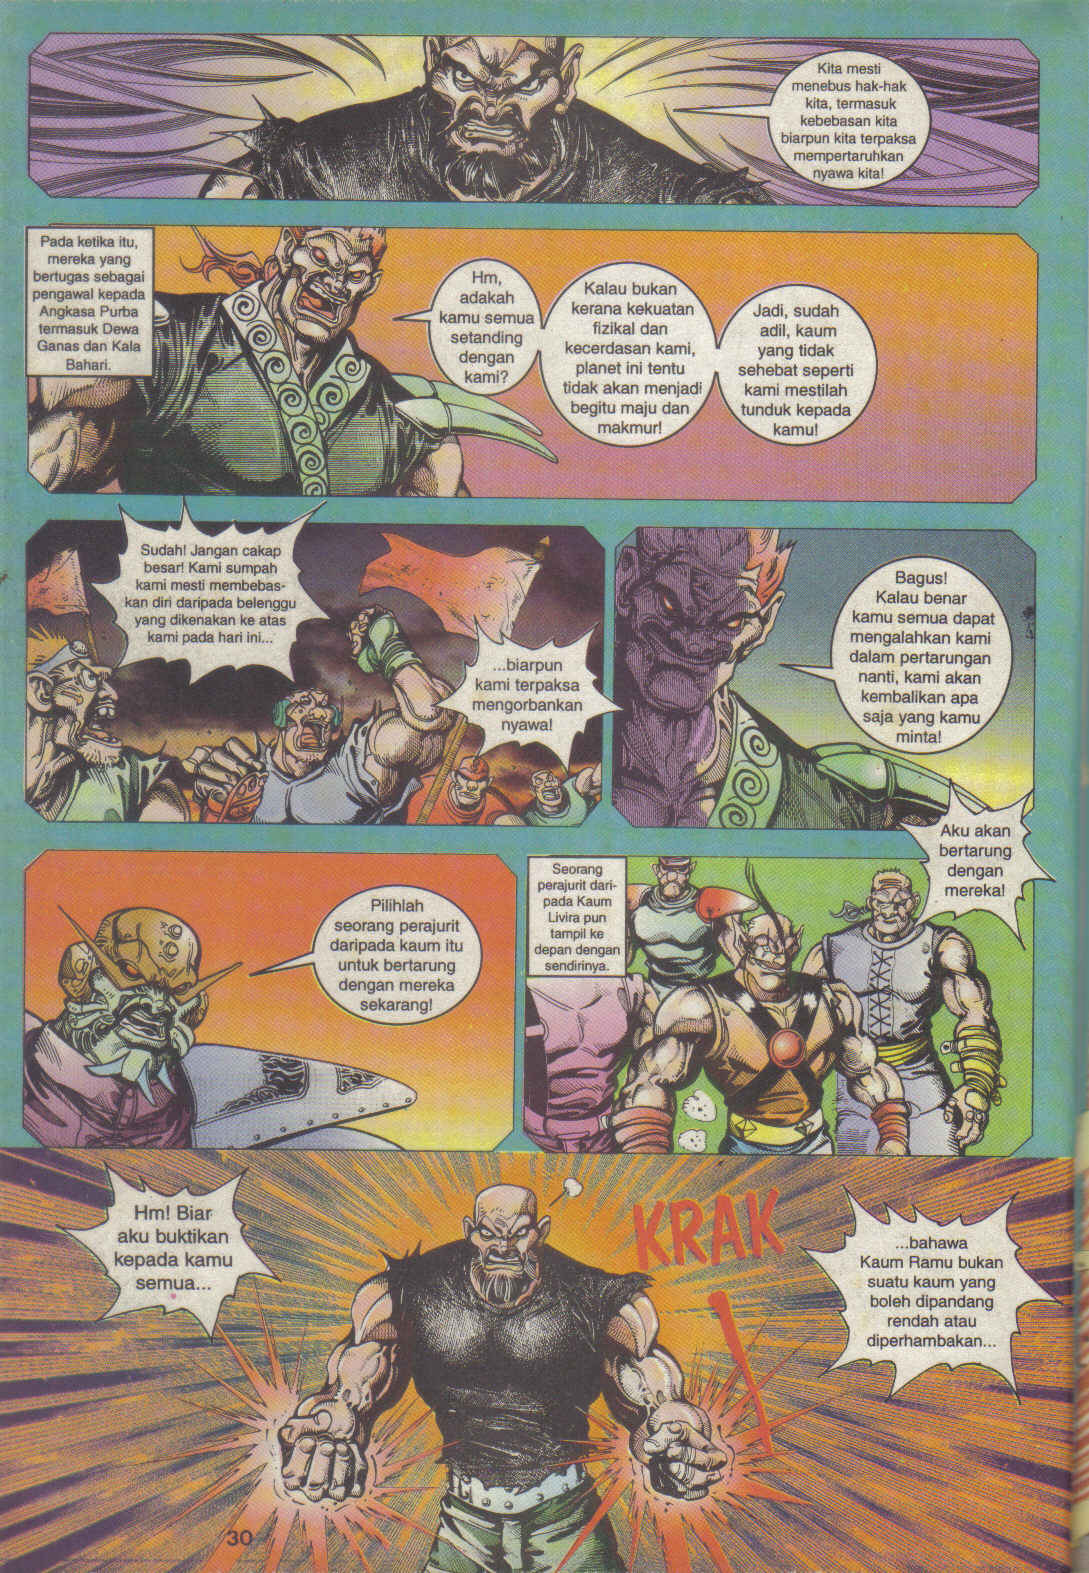 Kita mesti
menebus hak-hak
kita, termasuk
kebebasan kita
biarpun kita terpaksa
mempertaruhkan
nyawa kita!
Pada ketika itu,
mereka yang
bertugas sebagai
pengawal kepada
Angkasa Purba
termasuk Dewa
Ganas dan Kala
Bahari.
Hm,
adakah
kamu semua
setanding
dengan
kami?
Kalau bukan
kerana kekuatan
fizikal dan
kecerdasan kami,
planet ini tentu
tidak akan menjadi
begitu maju dan
makmur!
Jadi, sudah
adil, kaum
yang tidak
sehebat seperti
kami mestilah
tunduk kepada
kamu!
Sudah! Jangan cakap
besar! Kami sumpah
kami mesti membebas-
kan diri daripada belenggu
yang dikenakan ke atas
kami pada hari ini...
...biarpun
kami terpaksa
mengorbankan
nyawa!
Bagus!
Kalau benar
kamu semua dapat
mengalahkan kami
dalam pertarungan
nanti, kami akan
kembalikan apa
saja yang kamu
minta!
Pilihlah
seorang perajurit
daripada kaum itu
untuk bertarung
dengan mereka
sekarang!
Seorang
perajurit dari-
pada Kaum
Livira pun
tampil ke
depan dengan
sendirinya.
Aku akan
bertarung
dengan
mereka!
Hm! Biar
aku buktikan
kepada kamu
semua...
KRAK
...bahawa
Kaum Ramu bukan
suatu kaum yang
boleh dipandang
rendah atau
diperhambakan...
30